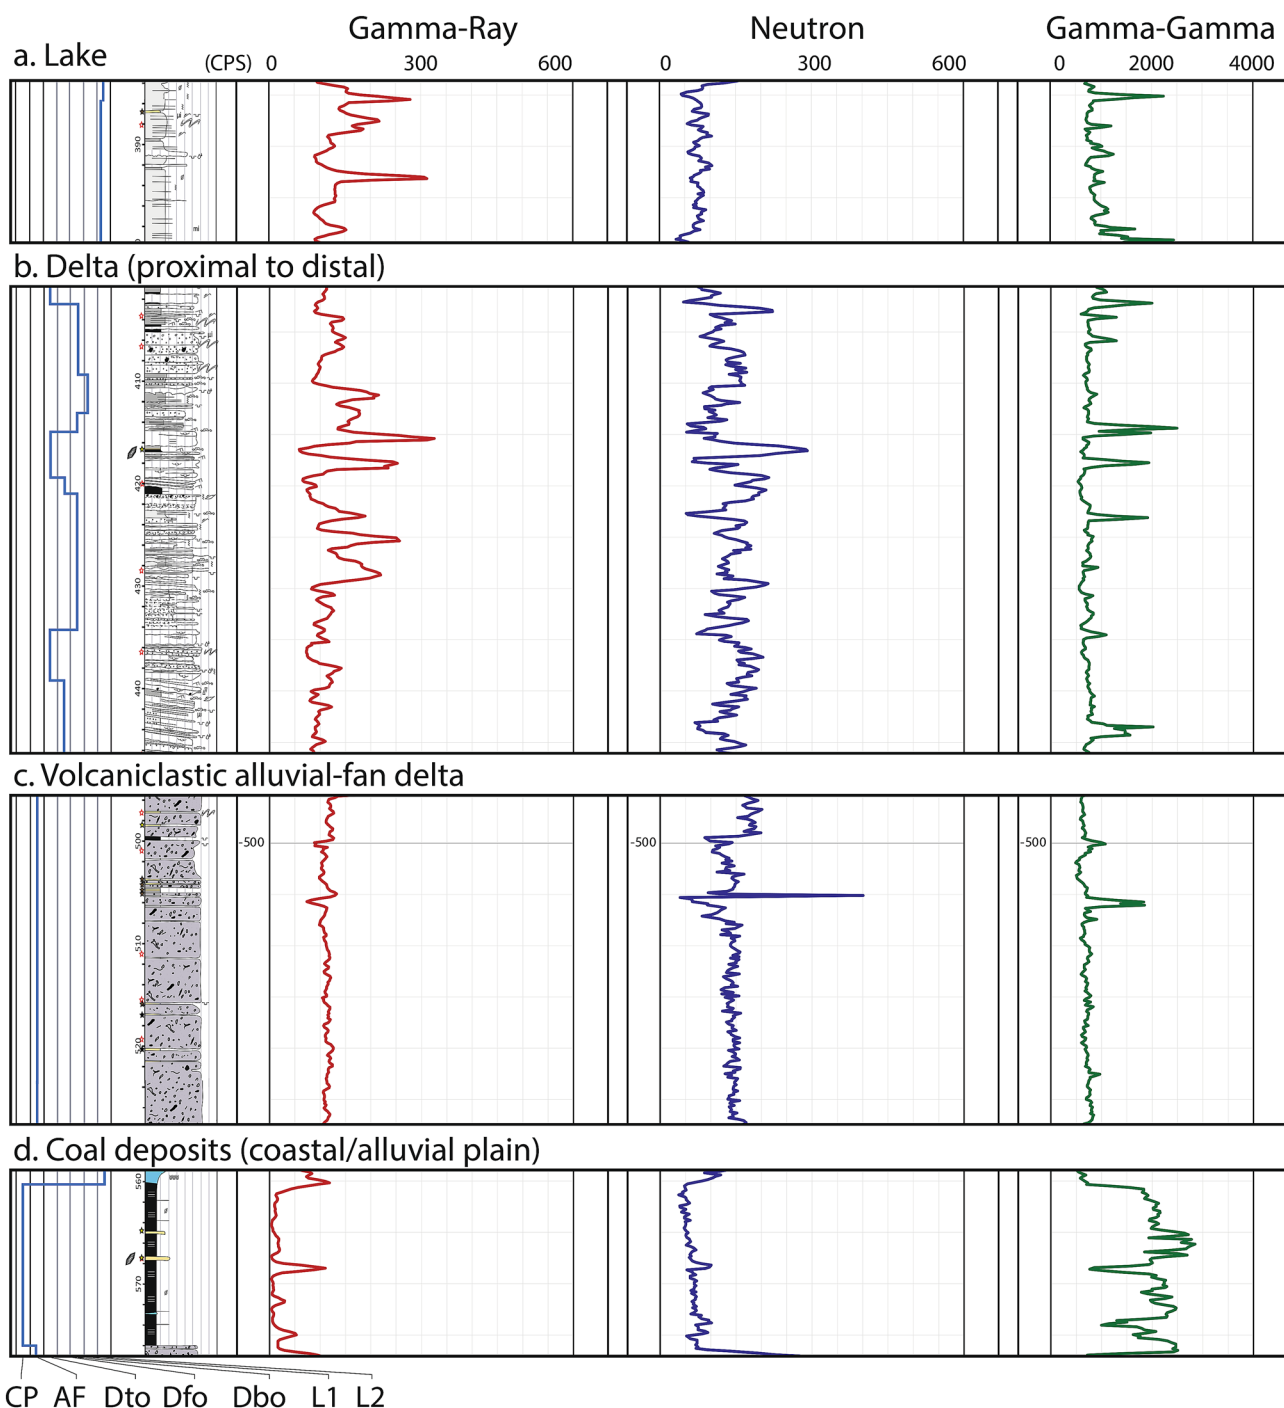 Gamma-Ray Neutron Gamma-Gamma
a. Lake (CPS) 0 300 600 0 300 600 0 2000 4000
390
mi
b. Delta (proximal to distal)
410
420
430
440
c. Volcaniclastic alluvial-fan delta
500 -500 -500 -500
510
520
d. Coal deposits (coastal/alluvial plain)
560
570
CP AF Dto Dfo Dbo L1 L2